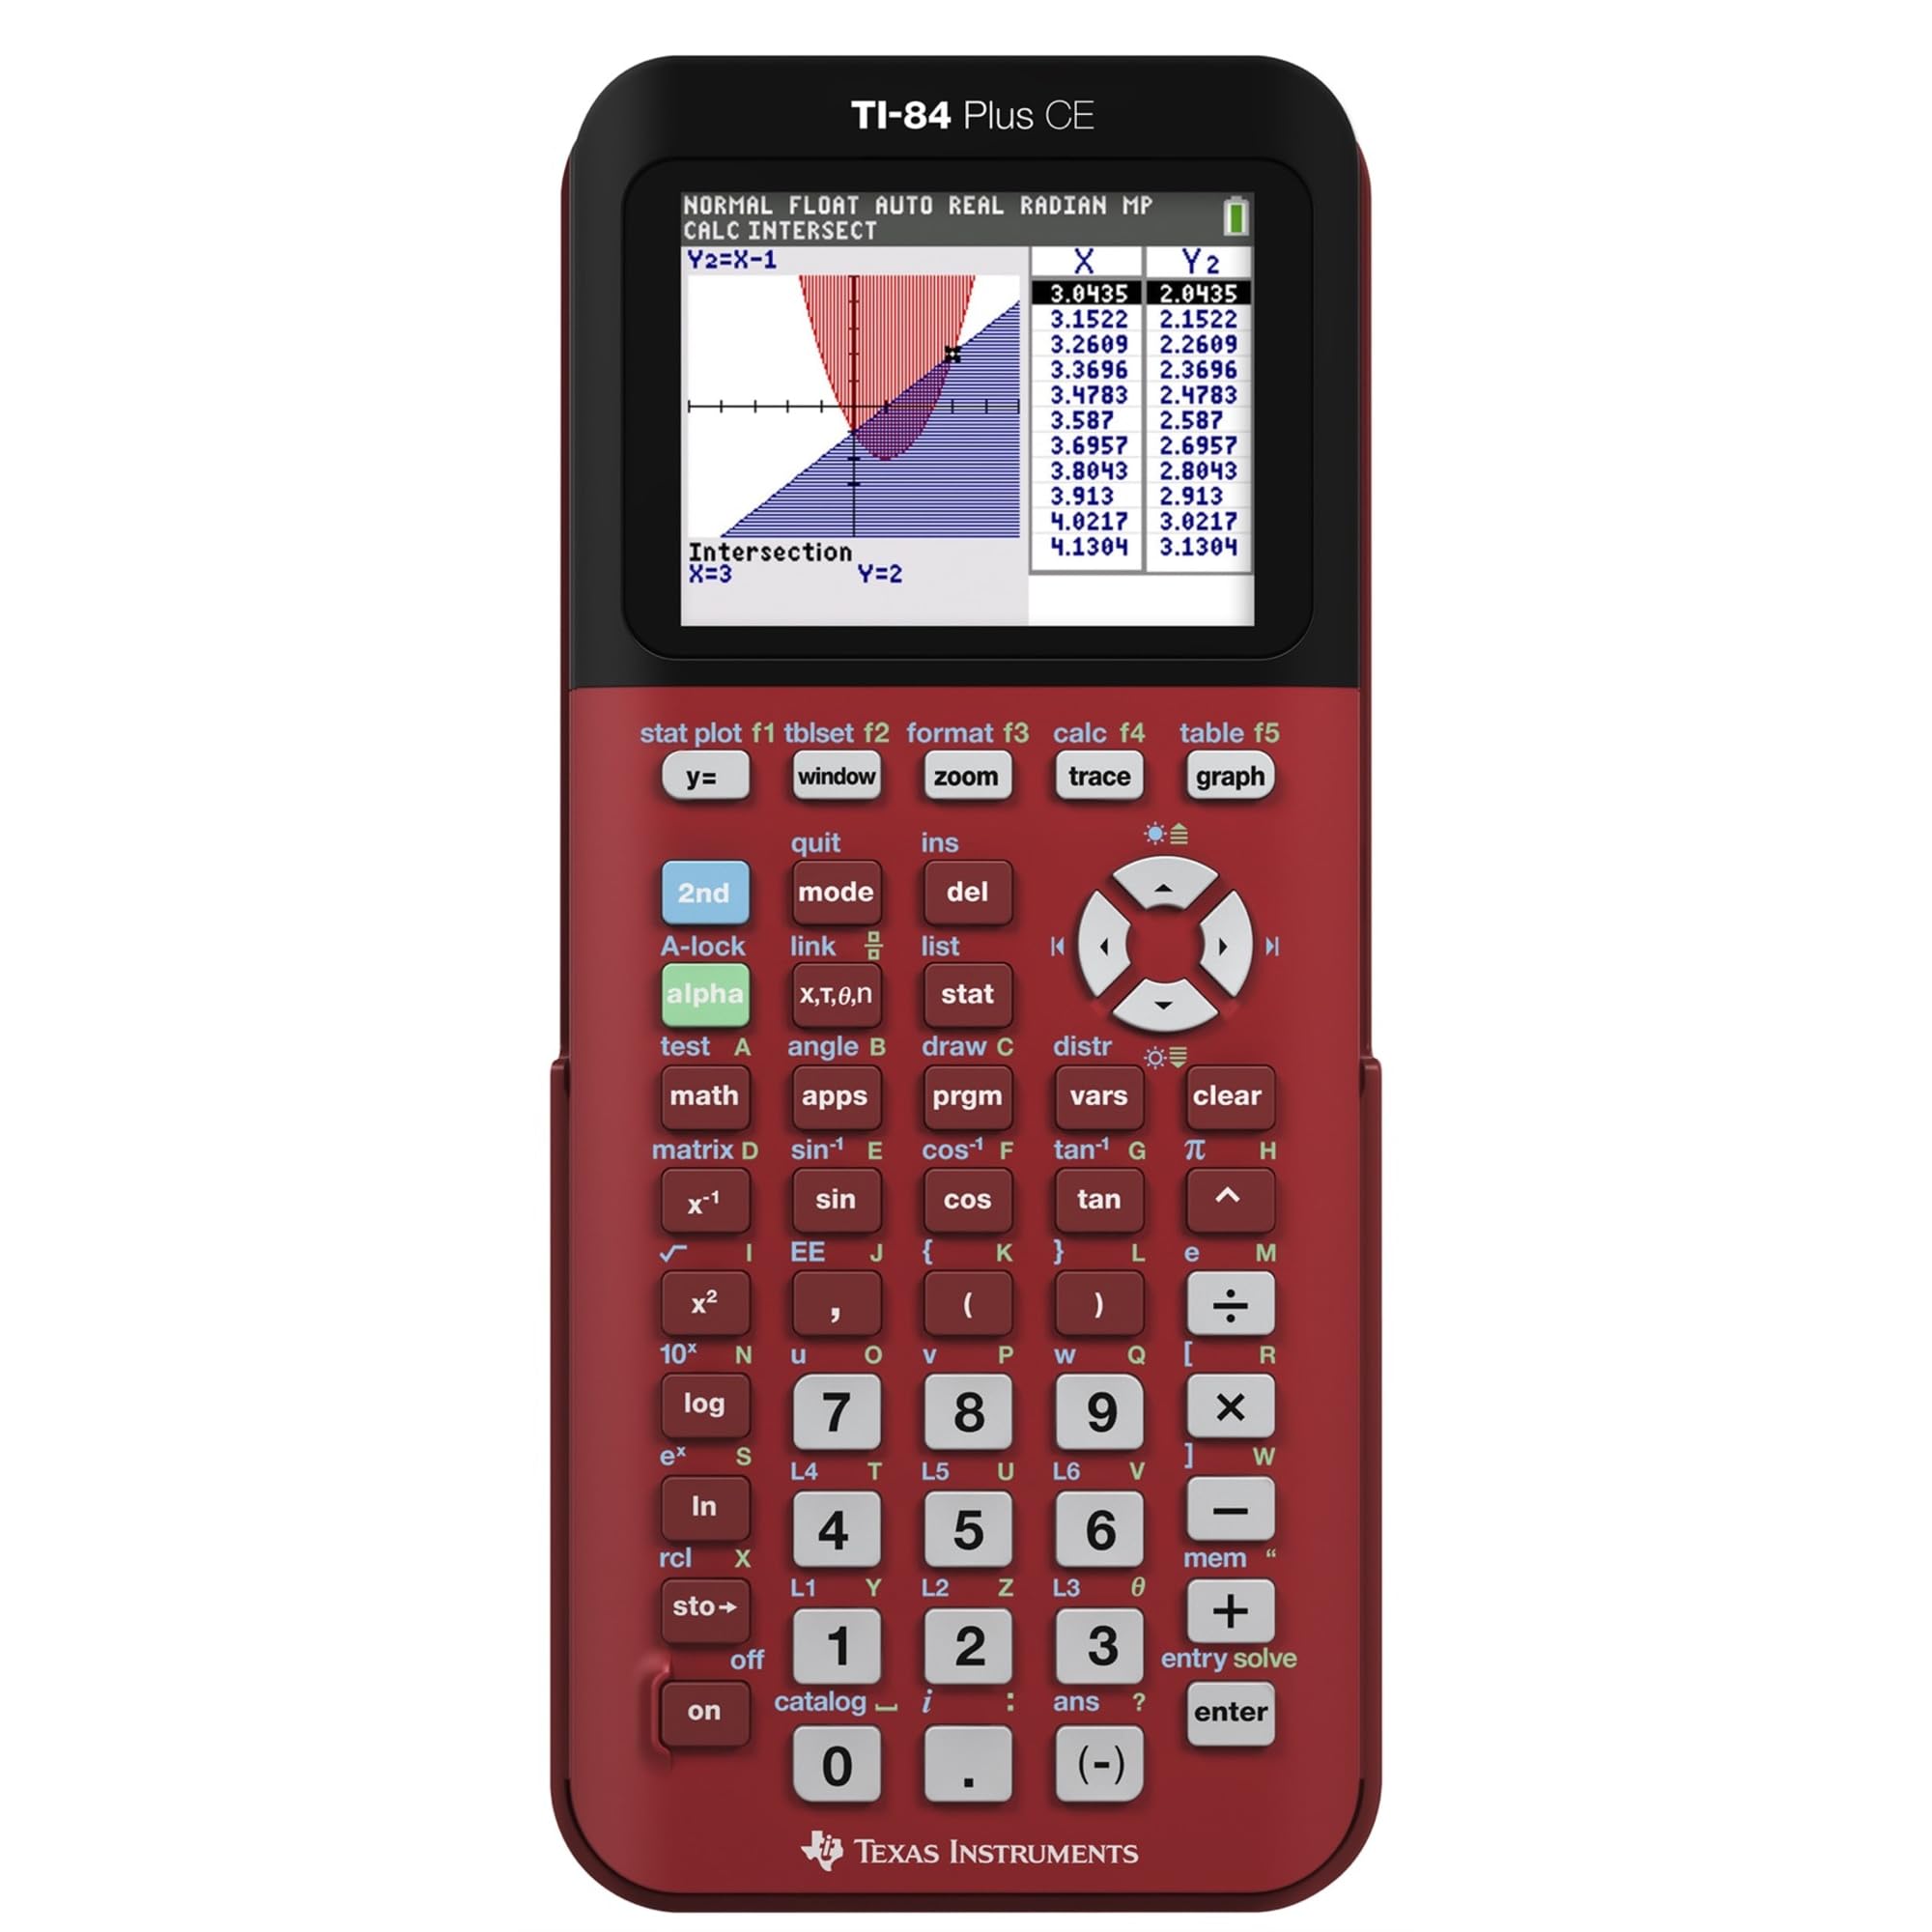 TI-84 Plus CE
NORMAL FLOAT AUTO REAL RADIAN MP
CALC INTERSECT
Y2=X-1
X Y2
3.0435 2.0435
3.1522 2.1522
3.2609 2.2609
3.3696 2.3696
3.4783 2.4783
3.587 2.587
3.6957 2.6957
3.8043 2.8043
3.913 2.913
4.0217 3.0217
4.1304 3.1304
Intersection
X=3 Y=2
stat plot f1 tblset f2 format f3 calc f4 table f5
y= window zoom trace graph
quit ins
2nd mode del
A-lock link list
alpha X,T,θ,n stat
test A angle B draw C distr
math apps prgm vars clear
matrix D sin⁻¹ E cos⁻¹ F tan⁻¹ G π H
x⁻¹ sin cos tan ^
√ I EE J { K } L e M
x² , ( ) ÷
10ˣ N u O v P w Q [ R
log 7 8 9 ×
eˣ S L4 T L5 U L6 V ] W
ln 4 5 6 −
rcl X L1 Y L2 Z L3 θ mem “
sto→ 1 2 3 +
off catalog ⎵ i : ans ? entry solve
on 0 . (-) enter
TEXAS INSTRUMENTS